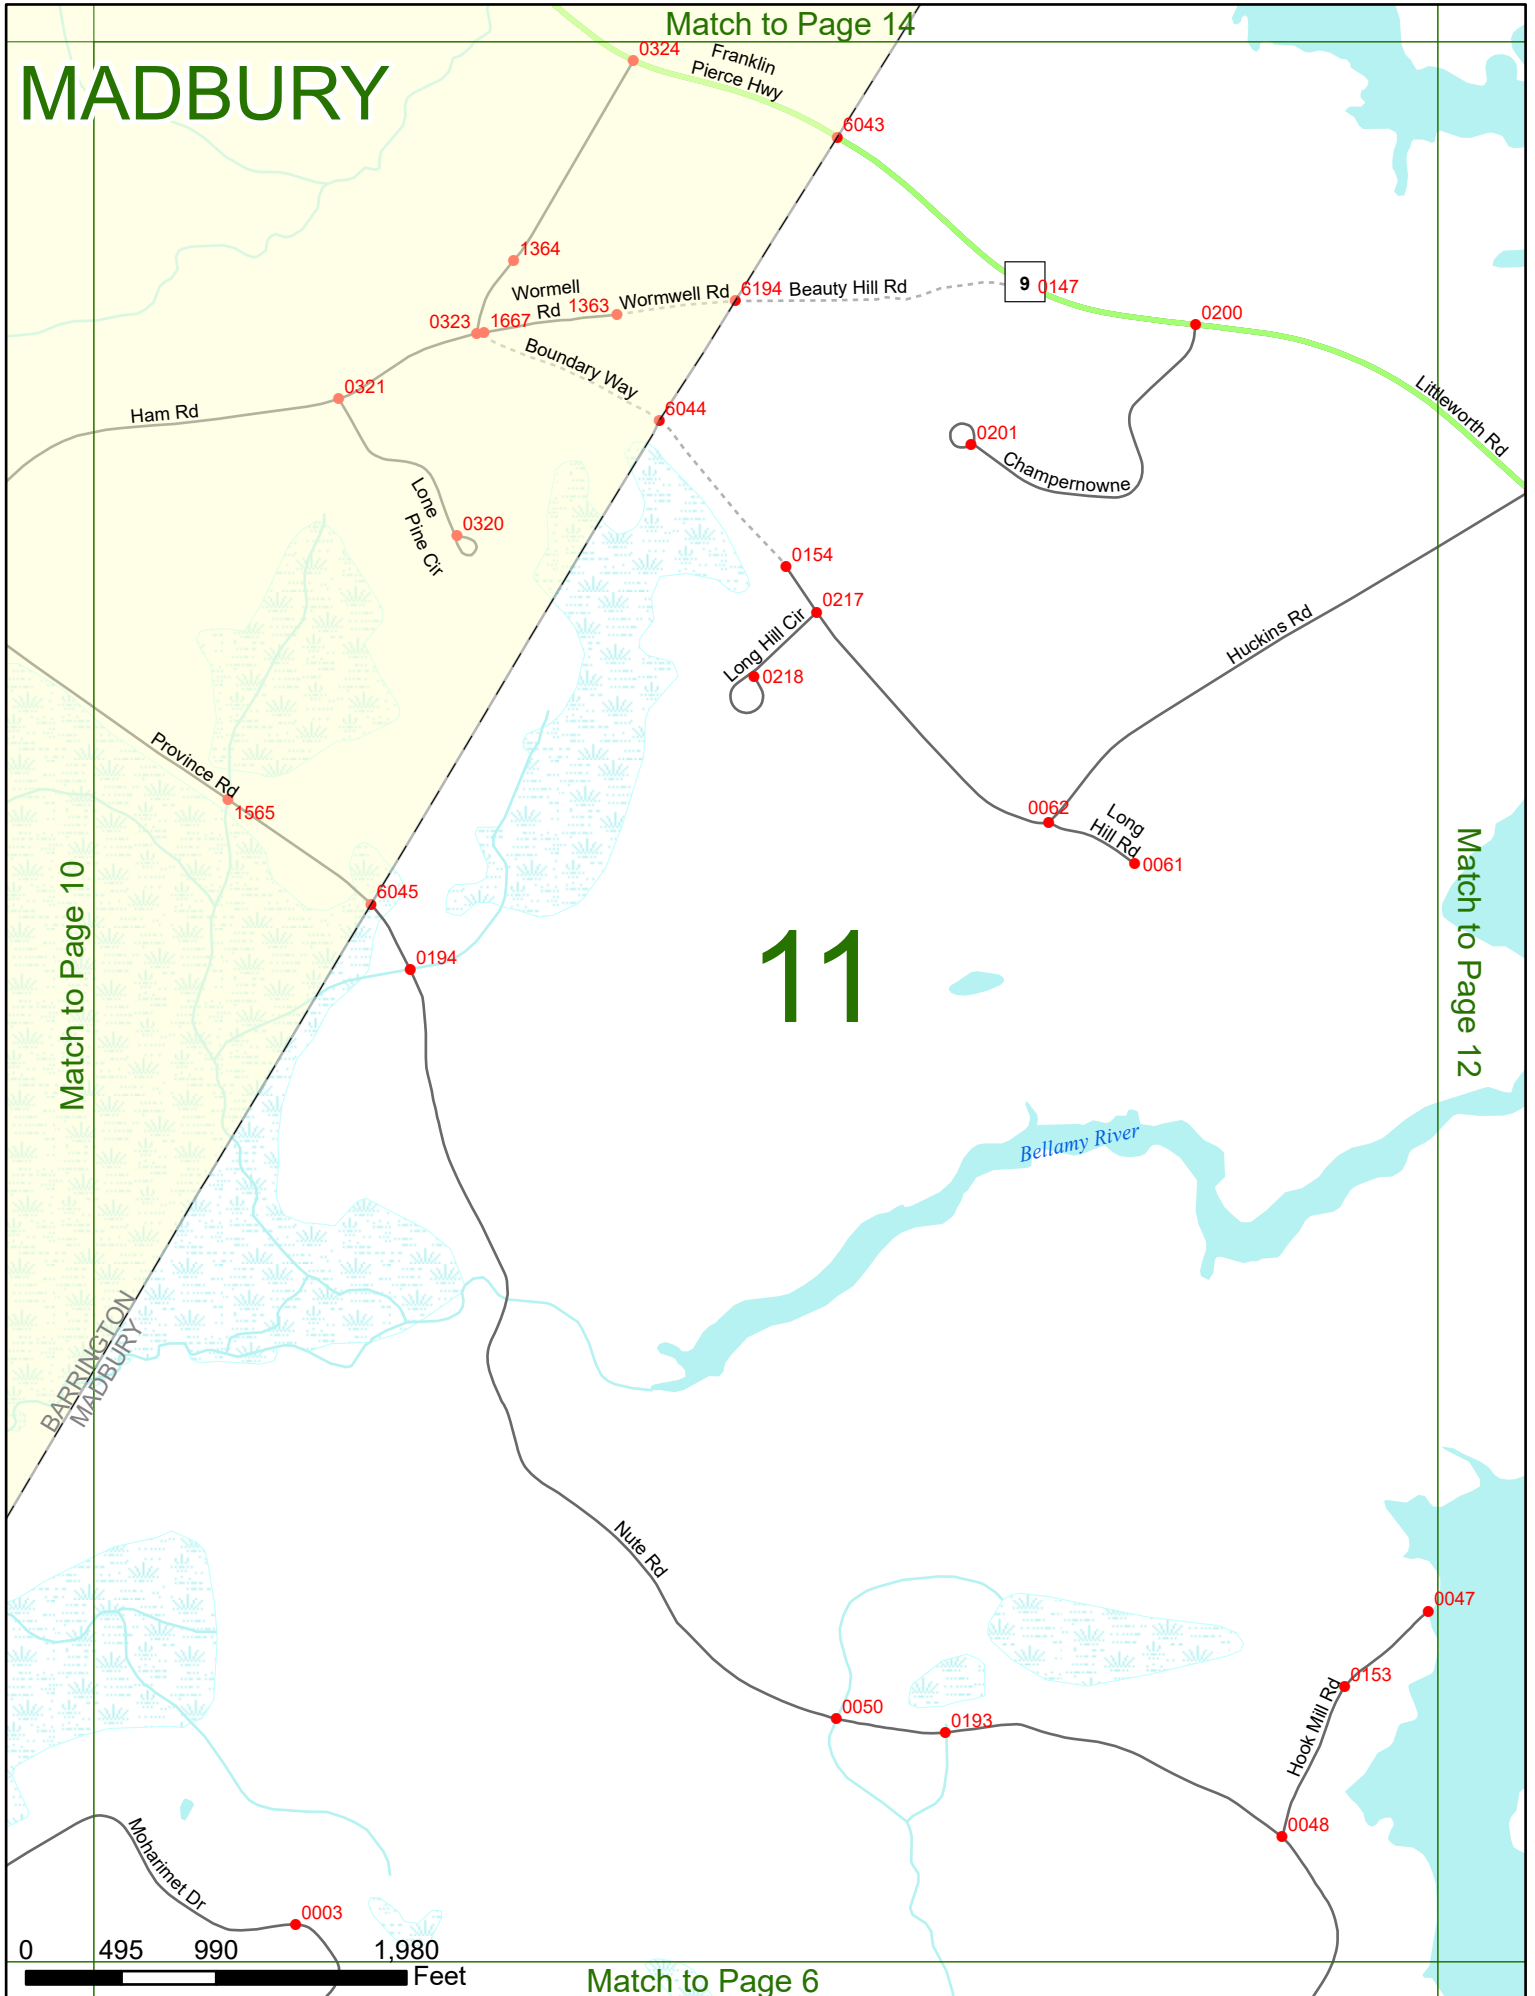 Match to Page 14
MADBURY
0324
Franklin
Pierce Hwy
6043
1364
Wormell
Rd
1363
Wormwell Rd
6194
Beauty Hill Rd
9
0147
0200
0323
1667
Boundary Way
0321
Ham Rd
6044
Littleworth Rd
0201
Champernowne
Lone
Pine Cir
0320
0154
0217
Long Hill Cir
0218
Huckins Rd
Province Rd
1565
0062
Long
Hill Rd
0061
Match to Page 10
Match to Page 12
6045
0194
11
Bellamy River
BARRINGTON
MADBURY
Nute Rd
0047
0153
Hook Mill Rd
0050
0193
0048
Moharimet Dr
0003
0 495 990 1,980
Feet
Match to Page 6